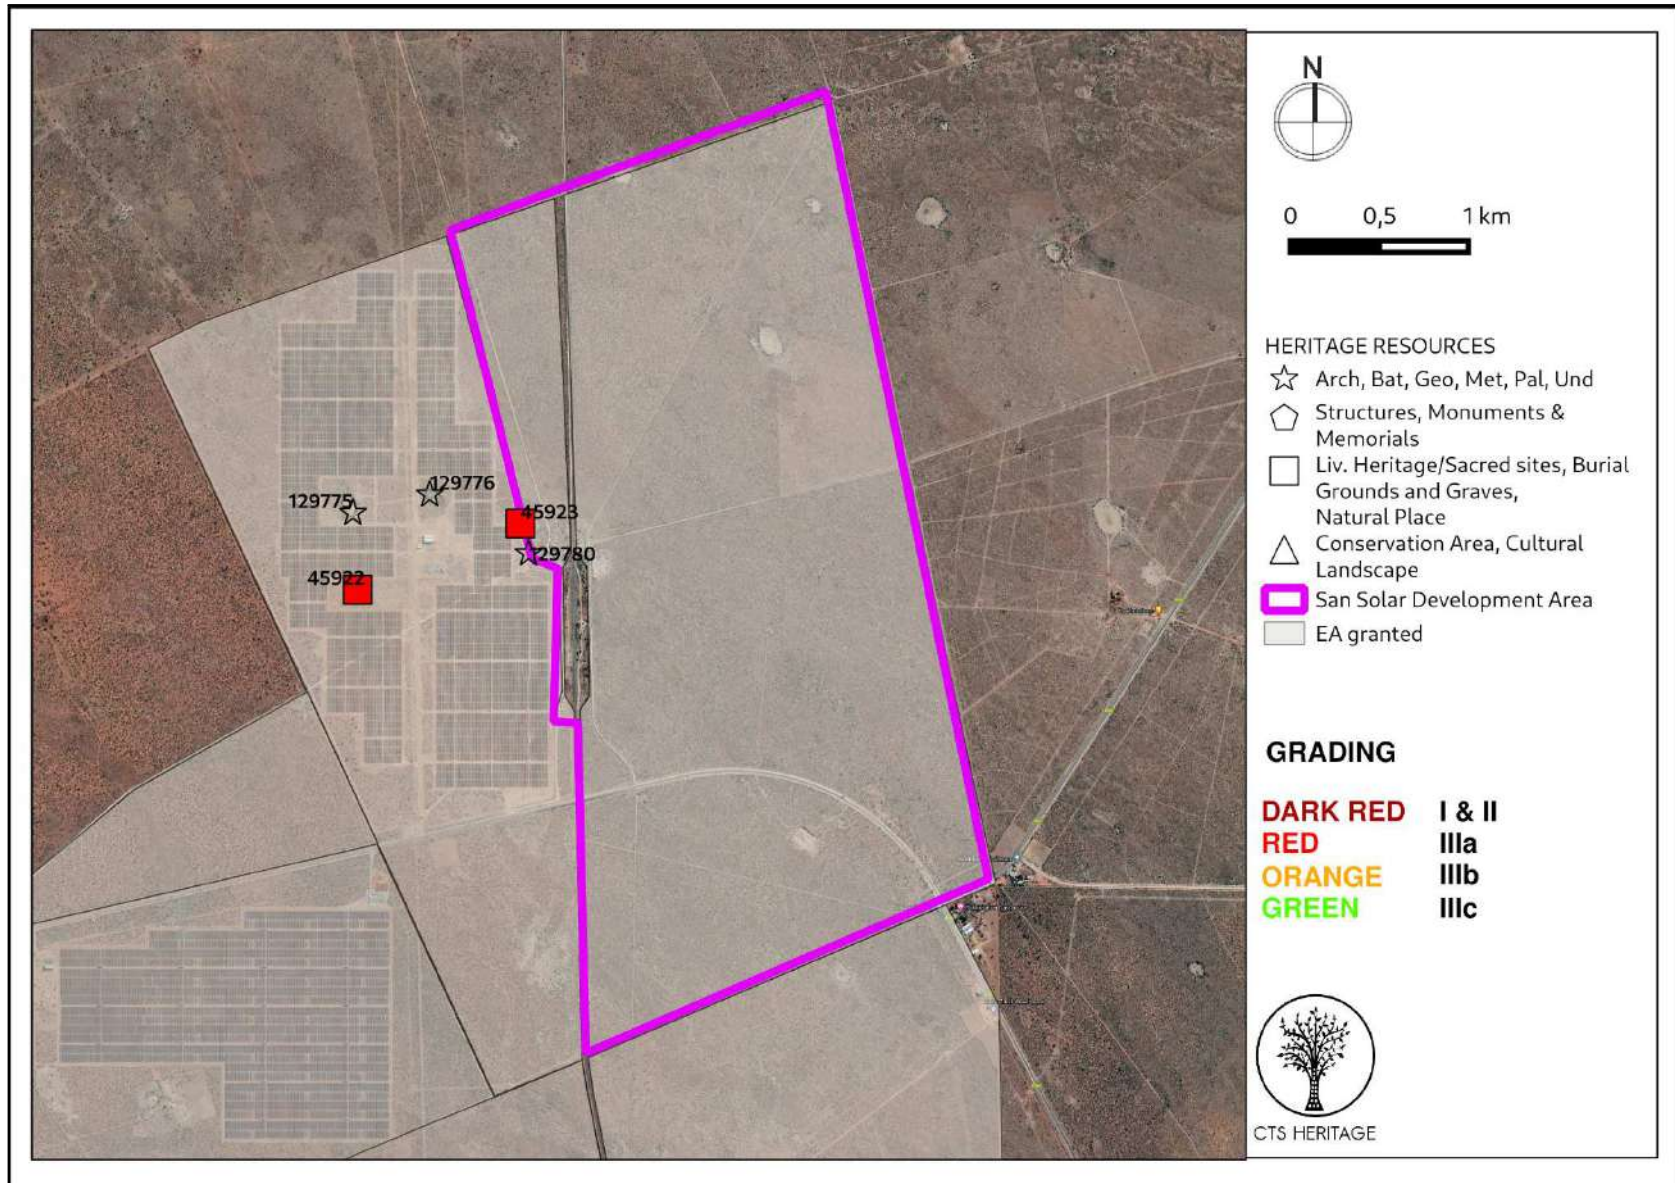 N
0 0,5 1 km
HERITAGE RESOURCES
Arch, Bat, Geo, Met, Pal, Und
Structures, Monuments &
Memorials
Liv. Heritage/Sacred sites, Burial
Grounds and Graves,
Natural Place
Conservation Area, Cultural
Landscape
San Solar Development Area
EA granted
GRADING
DARK RED I & II
RED IIIa
ORANGE IIIb
GREEN IIIc
CTS HERITAGE
129776
129775
45923
29780
45922